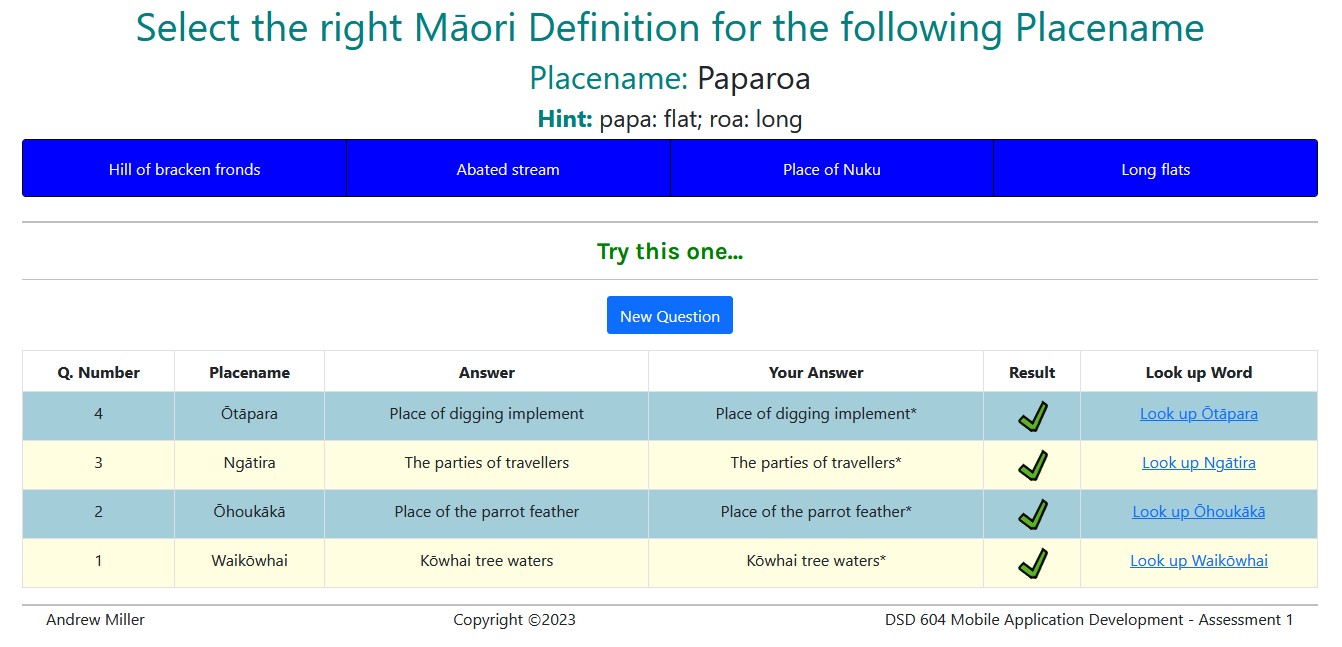 Select the right Māori Definition for the following Placename
Placename: Paparoa
Hint: papa: flat; roa: long
Hill of bracken fronds Abated stream Place of Nuku Long flats
Try this one...
New Question
Q. Number Placename Answer Your Answer Result Look up Word
4 Ōtāpara Place of digging implement Place of digging implement* Look up Ōtāpara
3 Ngātira The parties of travellers The parties of travellers* Look up Ngātira
2 Ōhoukākā Place of the parrot feather Place of the parrot feather* Look up Ōhoukākā
1 Waikōwhai Kōwhai tree waters Kōwhai tree waters* Look up Waikōwhai
Andrew Miller Copyright ©2023 DSD 604 Mobile Application Development - Assessment 1